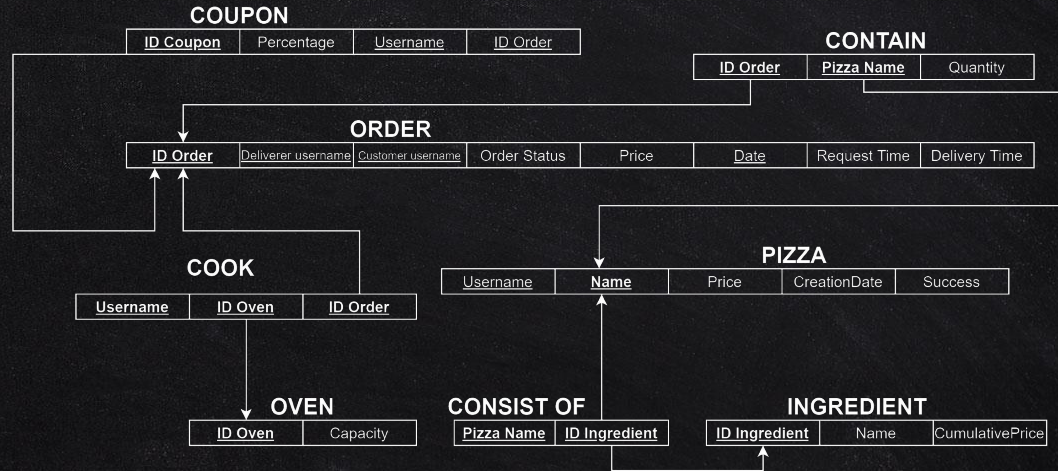 COUPON
ID Coupon Percentage Username ID Order
CONTAIN
ID Order Pizza Name Quantity
ORDER
ID Order Deliverer username Customer username Order Status Price Date Request Time Delivery Time
PIZZA
Username Name Price CreationDate Success
COOK
Username ID Oven ID Order
OVEN
ID Oven Capacity
CONSIST OF
Pizza Name ID Ingredient
INGREDIENT
ID Ingredient Name CumulativePrice